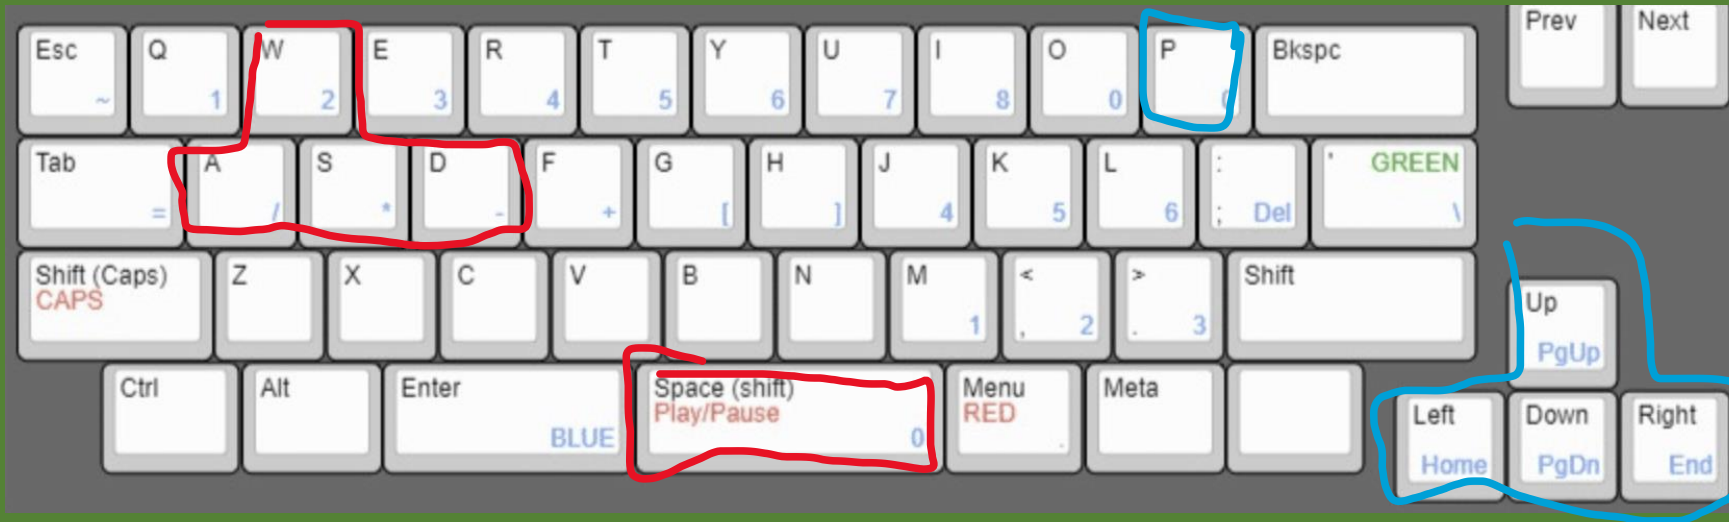 Esc ~ Q 1 W 2 E 3 R 4 T 5 Y 6 U 7 I 8 O 0 P Bkspc Prev Next
Tab = A / S * D - F + G [ H ] J 4 K 5 L 6 : ; Del ' GREEN \
Shift (Caps) CAPS Z X C V B N M 1 < , 2 > . 3 Shift Up PgUp
Ctrl Alt Enter BLUE Space (shift) Play/Pause 0 Menu RED . Meta Left Home Down PgDn Right End